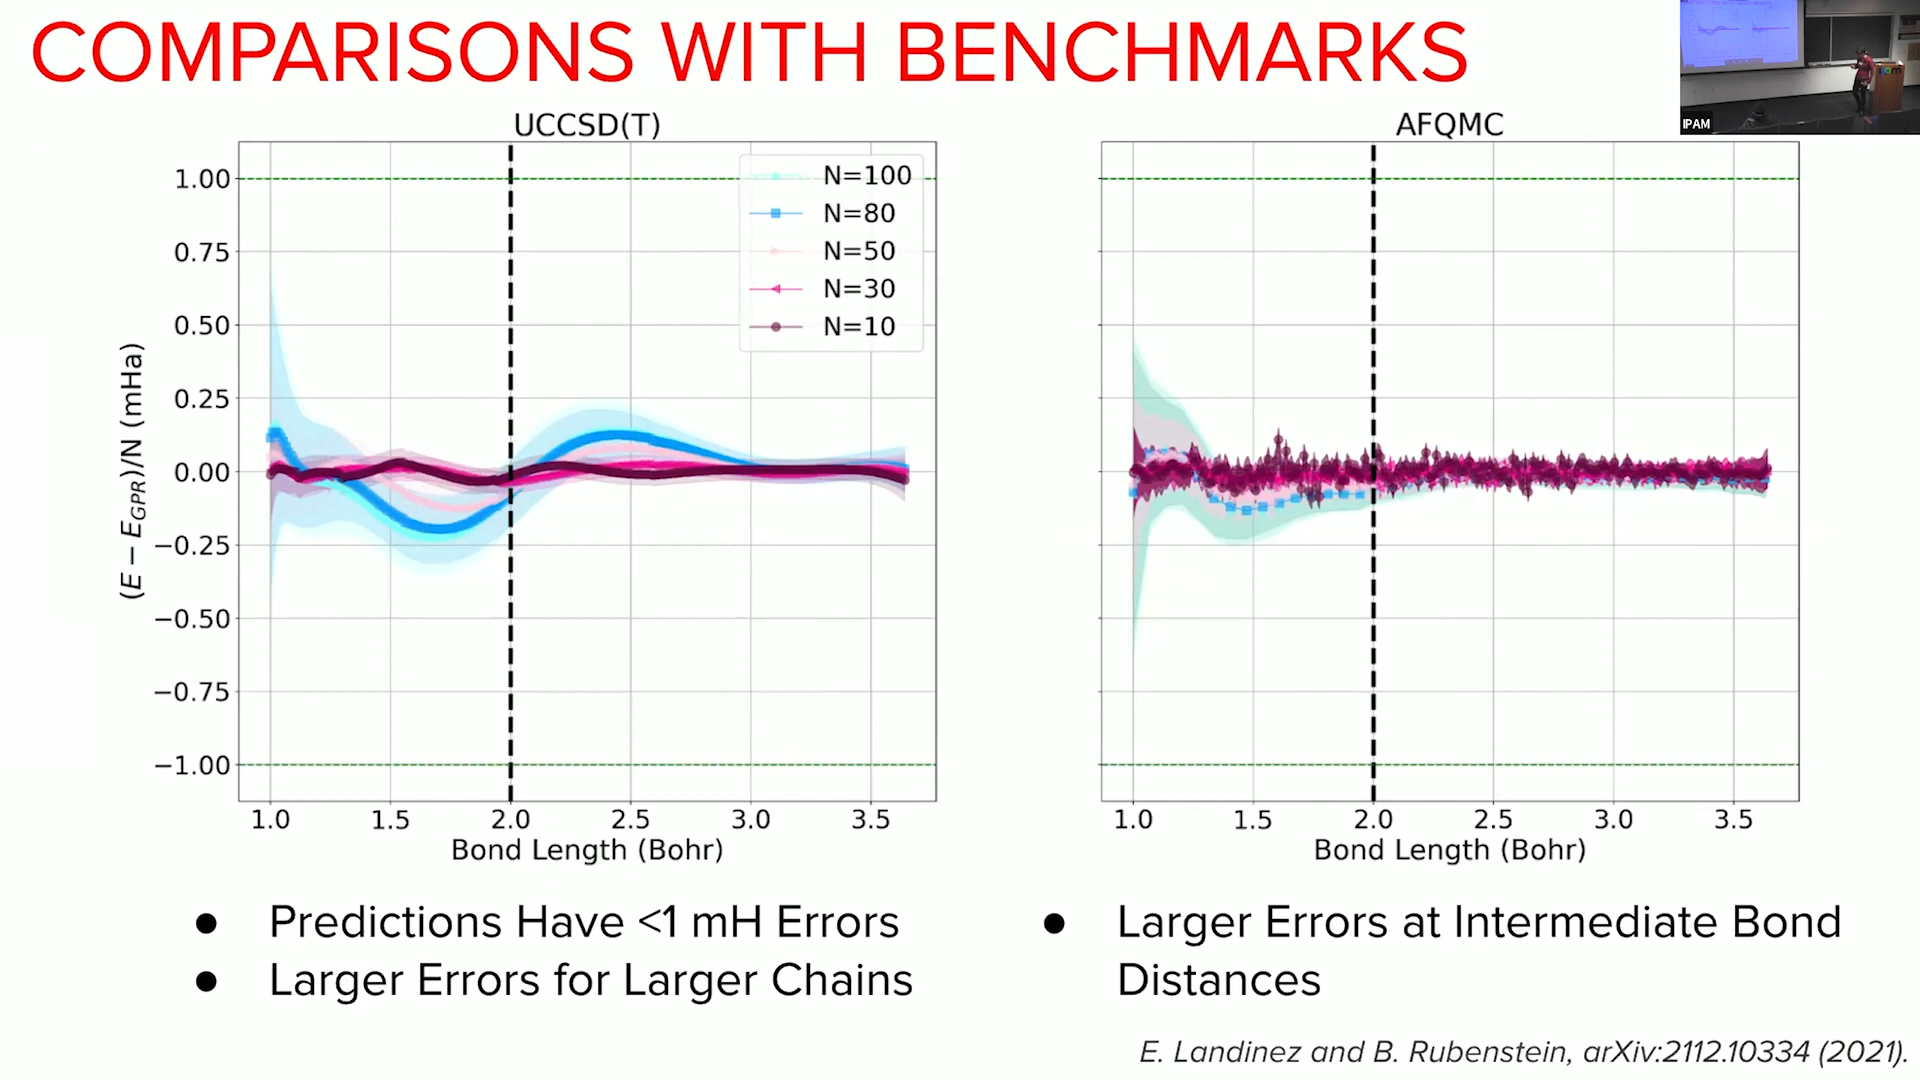 COMPARISONS WITH BENCHMARKS
IPAM
UCCSD(T)
N=100
N=80
N=50
N=30
N=10
1.00
0.75
0.50
0.25
0.00
−0.25
−0.50
−0.75
−1.00
(E − E_GPR)/N (mHa)
1.0 1.5 2.0 2.5 3.0 3.5
Bond Length (Bohr)
AFQMC
1.0 1.5 2.0 2.5 3.0 3.5
Bond Length (Bohr)
● Predictions Have <1 mH Errors
● Larger Errors for Larger Chains
● Larger Errors at Intermediate Bond
Distances
E. Landinez and B. Rubenstein, arXiv:2112.10334 (2021).